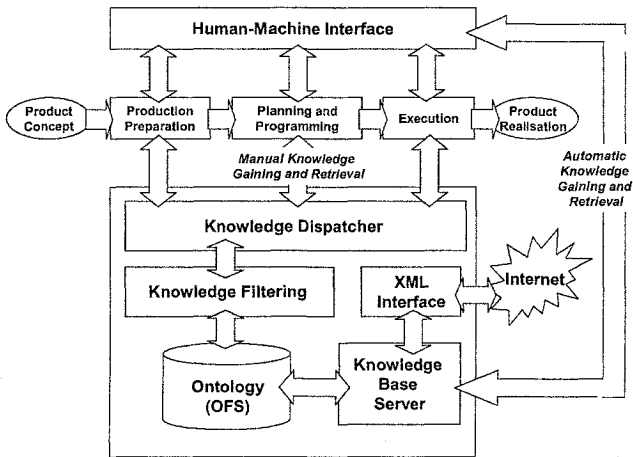 Human-Machine Interface
Product
Concept
Production
Preparation
Planning and
Programming
Execution
Product
Realisation
Manual Knowledge
Gaining and Retrieval
Automatic
Knowledge
Gaining and
Retrieval
Knowledge Dispatcher
Knowledge Filtering
XML
Interface
Internet
Ontology
(OFS)
Knowledge
Base
Server